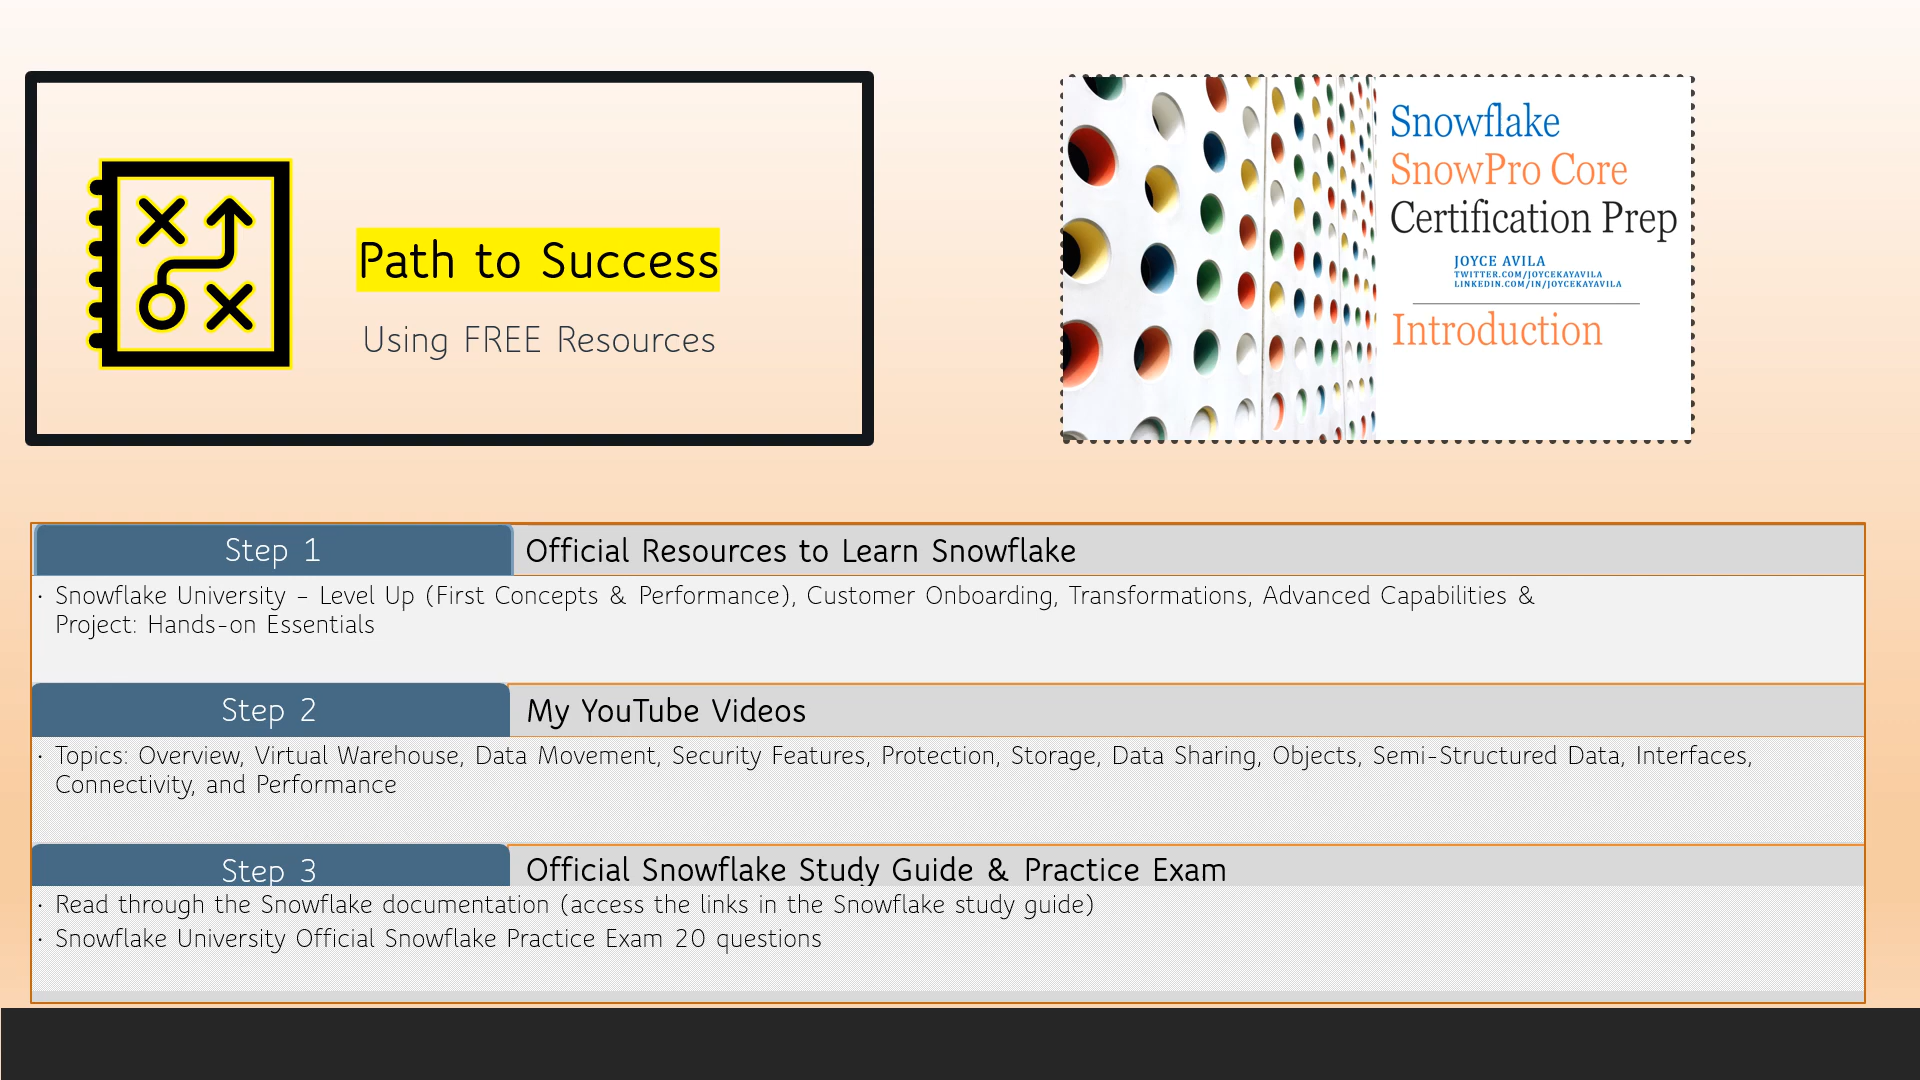 Path to Success
Using FREE Resources
Snowflake
SnowPro Core
Certification Prep
JOYCE AVILA
TWITTER.COM/JOYCEKAYAVILA
LINKEDIN.COM/IN/JOYCEKAYAVILA
Introduction
Step 1
Official Resources to Learn Snowflake
• Snowflake University – Level Up (First Concepts & Performance), Customer Onboarding, Transformations, Advanced Capabilities &
Project: Hands-on Essentials
Step 2
My YouTube Videos
• Topics: Overview, Virtual Warehouse, Data Movement, Security Features, Protection, Storage, Data Sharing, Objects, Semi-Structured Data, Interfaces,
Connectivity, and Performance
Step 3
Official Snowflake Study Guide & Practice Exam
• Read through the Snowflake documentation (access the links in the Snowflake study guide)
• Snowflake University Official Snowflake Practice Exam 20 questions